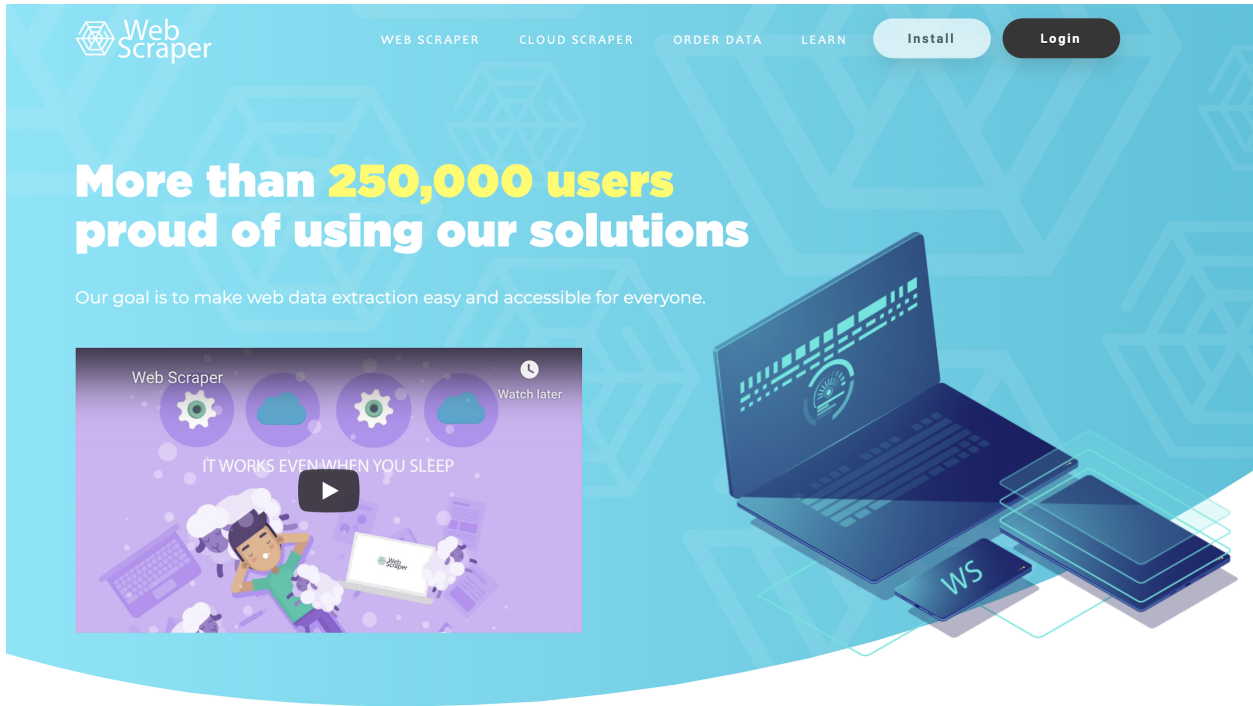 Web
Scraper
WEB SCRAPER
CLOUD SCRAPER
ORDER DATA
LEARN
Install
Login
More than 250,000 users
proud of using our solutions
Our goal is to make web data extraction easy and accessible for everyone.
Web Scraper
Watch later
IT WORKS EVEN WHEN YOU SLEEP
Web
Scraper
WS